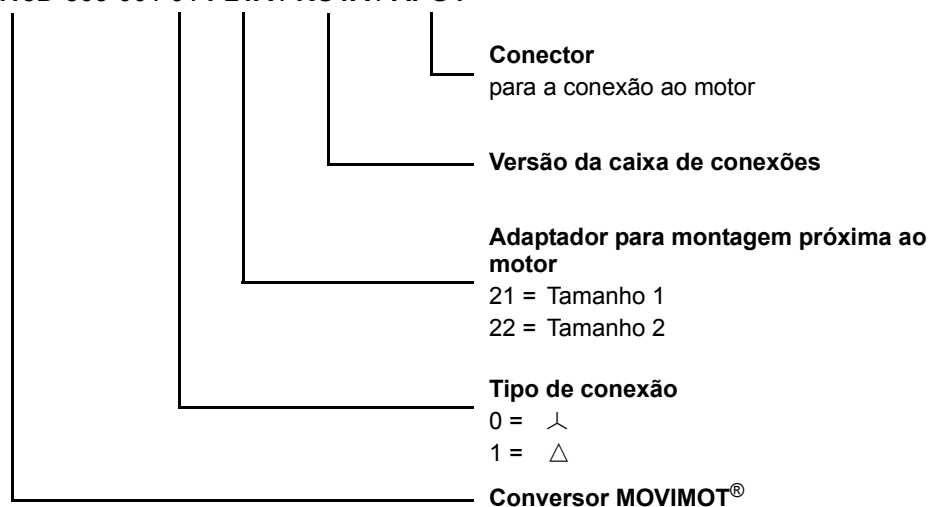 Conector
para a conexão ao motor
Versão da caixa de conexões
Adaptador para montagem próxima ao
motor
21 = Tamanho 1
22 = Tamanho 2
Tipo de conexão
0 = ⅄
1 = △
Conversor MOVIMOT®